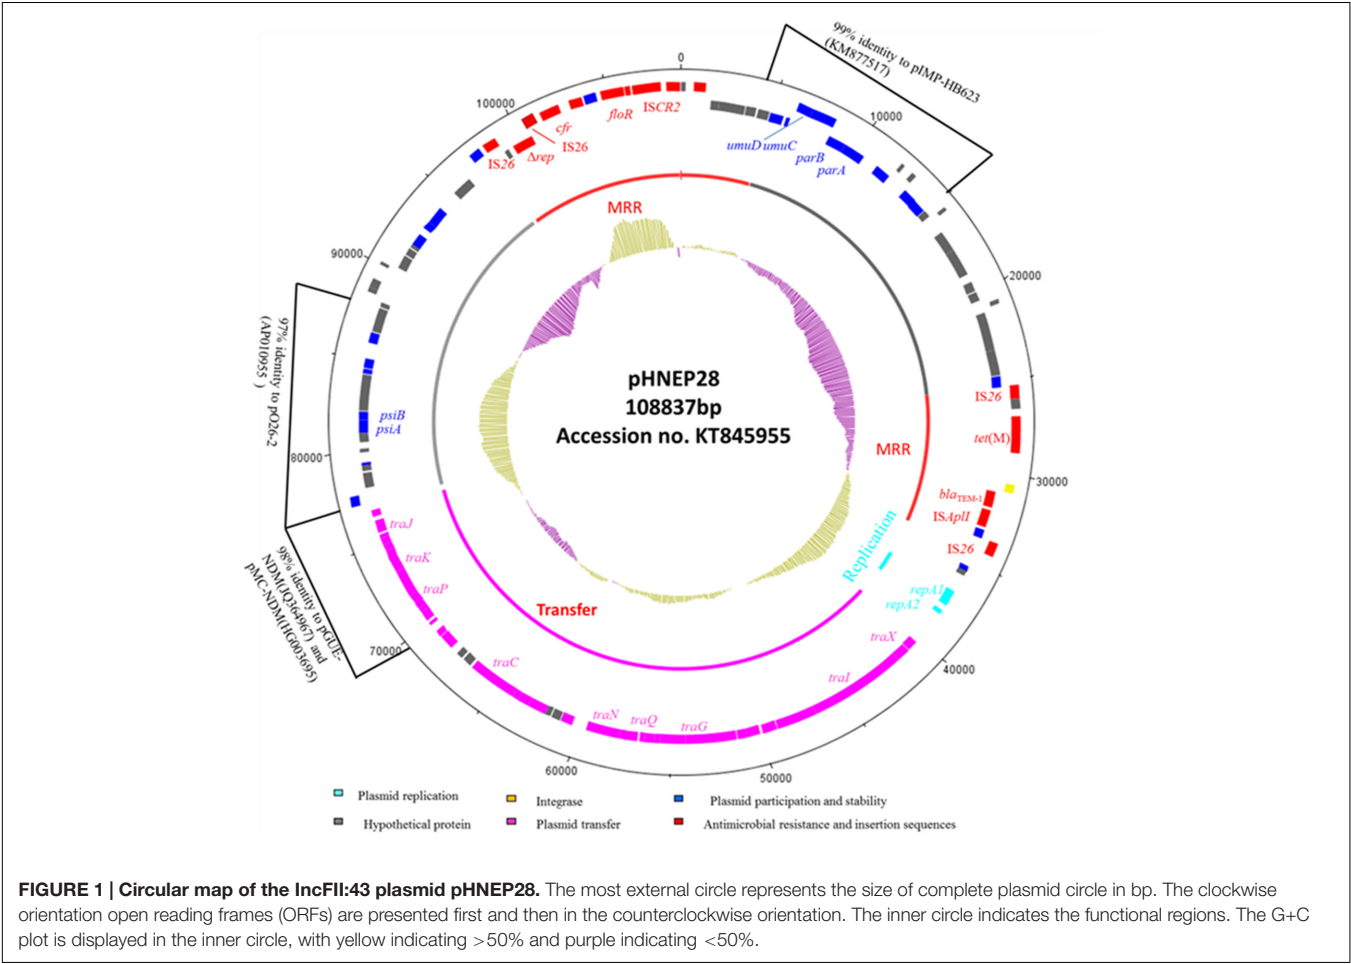 0
99% identity to pIMP-HB623
(KM877517)
100000
floR
ISCR2
cfr
IS26
Δrep
IS26
10000
umuD umuC
parB
parA
MRR
90000
20000
97% identity to pO26-2
(AP010955 )
pHNEP28
108837bp
Accession no. KT845955
IS26
tet(M)
MRR
psiB
psiA
80000
30000
blaTEM-1
ISApII
IS26
Replication
repA1
repA2
traJ
traK
traP
98% identity to pGUE-
NDM(JQ364967) and
pMC-NDM(HG003695)
Transfer
70000
traC
traX
40000
traI
traN
traQ
traG
60000
50000
Plasmid replication
Integrase
Plasmid participation and stability
Hypothetical protein
Plasmid transfer
Antimicrobial resistance and insertion sequences
FIGURE 1 | Circular map of the IncFII:43 plasmid pHNEP28. The most external circle represents the size of complete plasmid circle in bp. The clockwise
orientation open reading frames (ORFs) are presented first and then in the counterclockwise orientation. The inner circle indicates the functional regions. The G+C
plot is displayed in the inner circle, with yellow indicating >50% and purple indicating <50%.